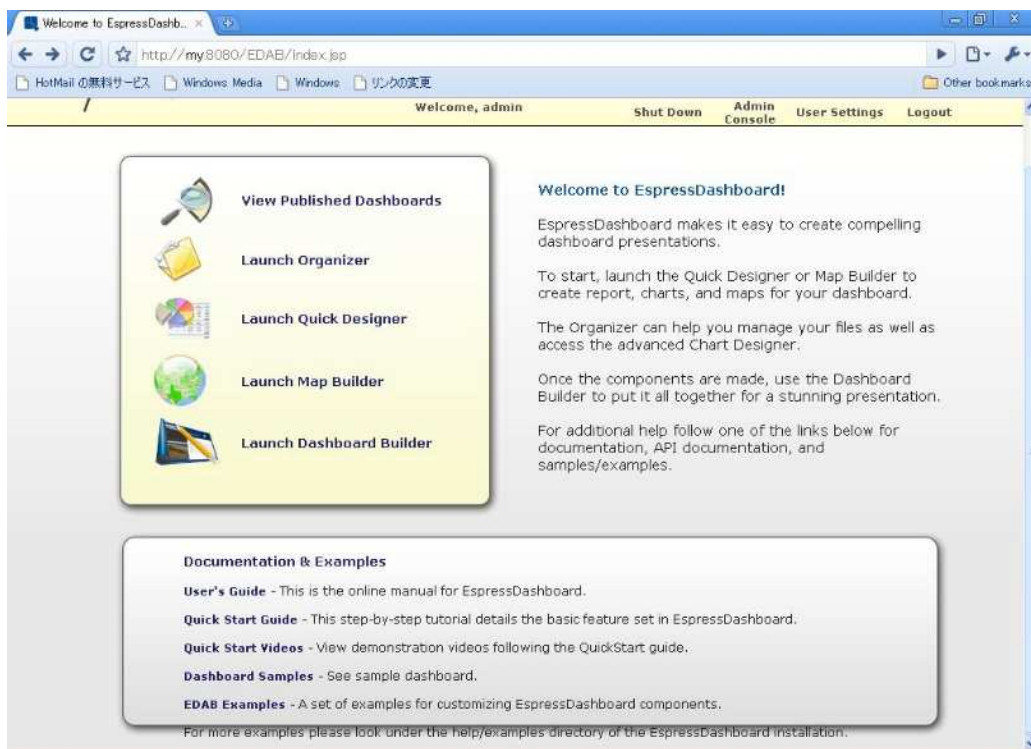 Welcome to EspressDashb..
http://my:8080/EDAB/index.jsp
HotMail の無料サービス
Windows Media
Windows
リンクの変更
Other bookmarks
Welcome, admin
Shut Down
Admin
Console
User Settings
Logout
View Published Dashboards
Launch Organizer
Launch Quick Designer
Launch Map Builder
Launch Dashboard Builder
Welcome to EspressDashboard!
EspressDashboard makes it easy to create compelling
dashboard presentations.
To start, launch the Quick Designer or Map Builder to
create report, charts, and maps for your dashboard.
The Organizer can help you manage your files as well as
access the advanced Chart Designer.
Once the components are made, use the Dashboard
Builder to put it all together for a stunning presentation.
For additional help follow one of the links below for
documentation, API documentation, and
samples/examples.
Documentation & Examples
User's Guide - This is the online manual for EspressDashboard.
Quick Start Guide - This step-by-step tutorial details the basic feature set in EspressDashboard.
Quick Start Videos - View demonstration videos following the QuickStart guide.
Dashboard Samples - See sample dashboard.
EDAB Examples - A set of examples for customizing EspressDashboard components.
For more examples please look under the help/examples directory of the EspressDashboard installation.